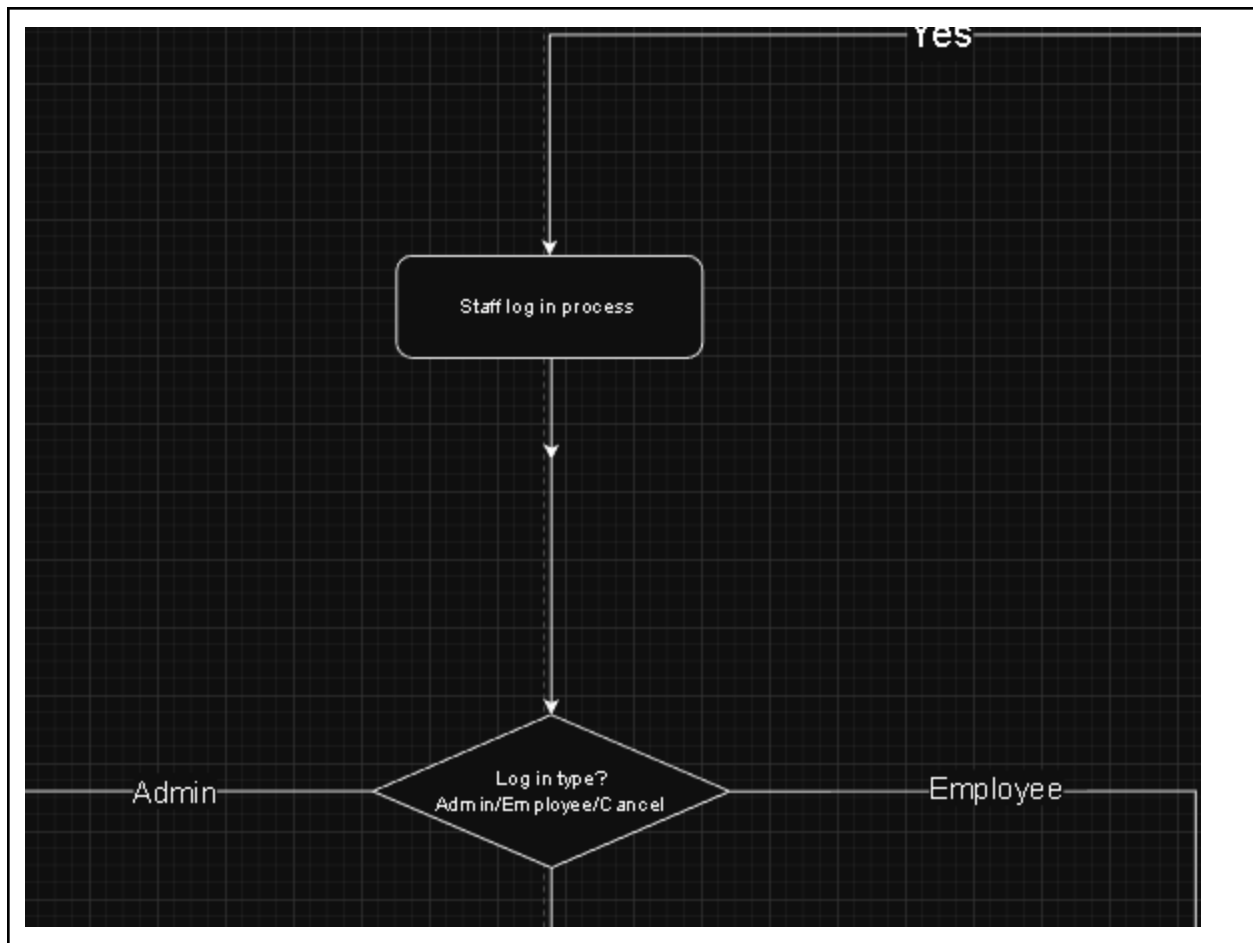 Yes
Staff log in process
Log in type?
Admin/Employee/Cancel
Admin
Employee